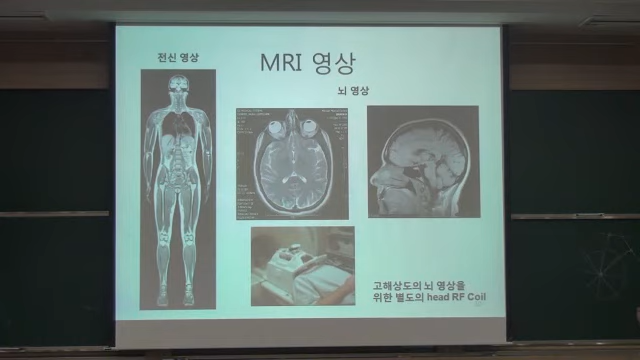 MRI 영상
전신 영상
뇌 영상
고해상도의 뇌 영상을
위한 별도의 head RF Coil